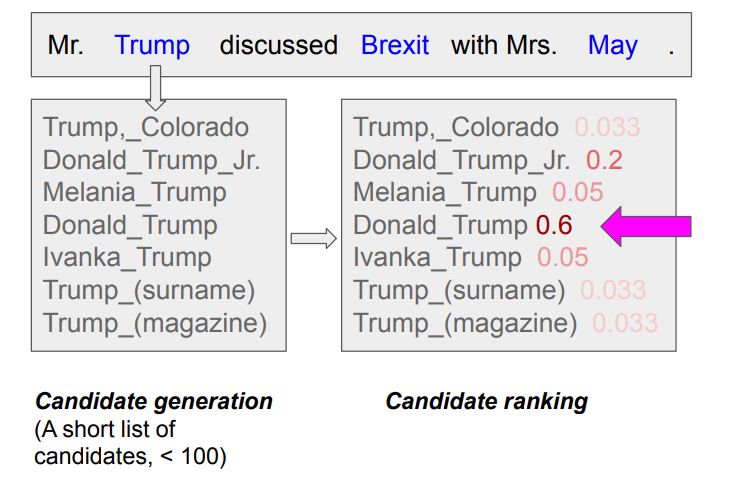 Mr. Trump discussed Brexit with Mrs. May .
Trump,_Colorado
Donald_Trump_Jr.
Melania_Trump
Donald_Trump
Ivanka_Trump
Trump_(surname)
Trump_(magazine)
Trump,_Colorado 0.033
Donald_Trump_Jr. 0.2
Melania_Trump 0.05
Donald_Trump 0.6
Ivanka_Trump 0.05
Trump_(surname) 0.033
Trump_(magazine) 0.033
Candidate generation
(A short list of
candidates, < 100)
Candidate ranking